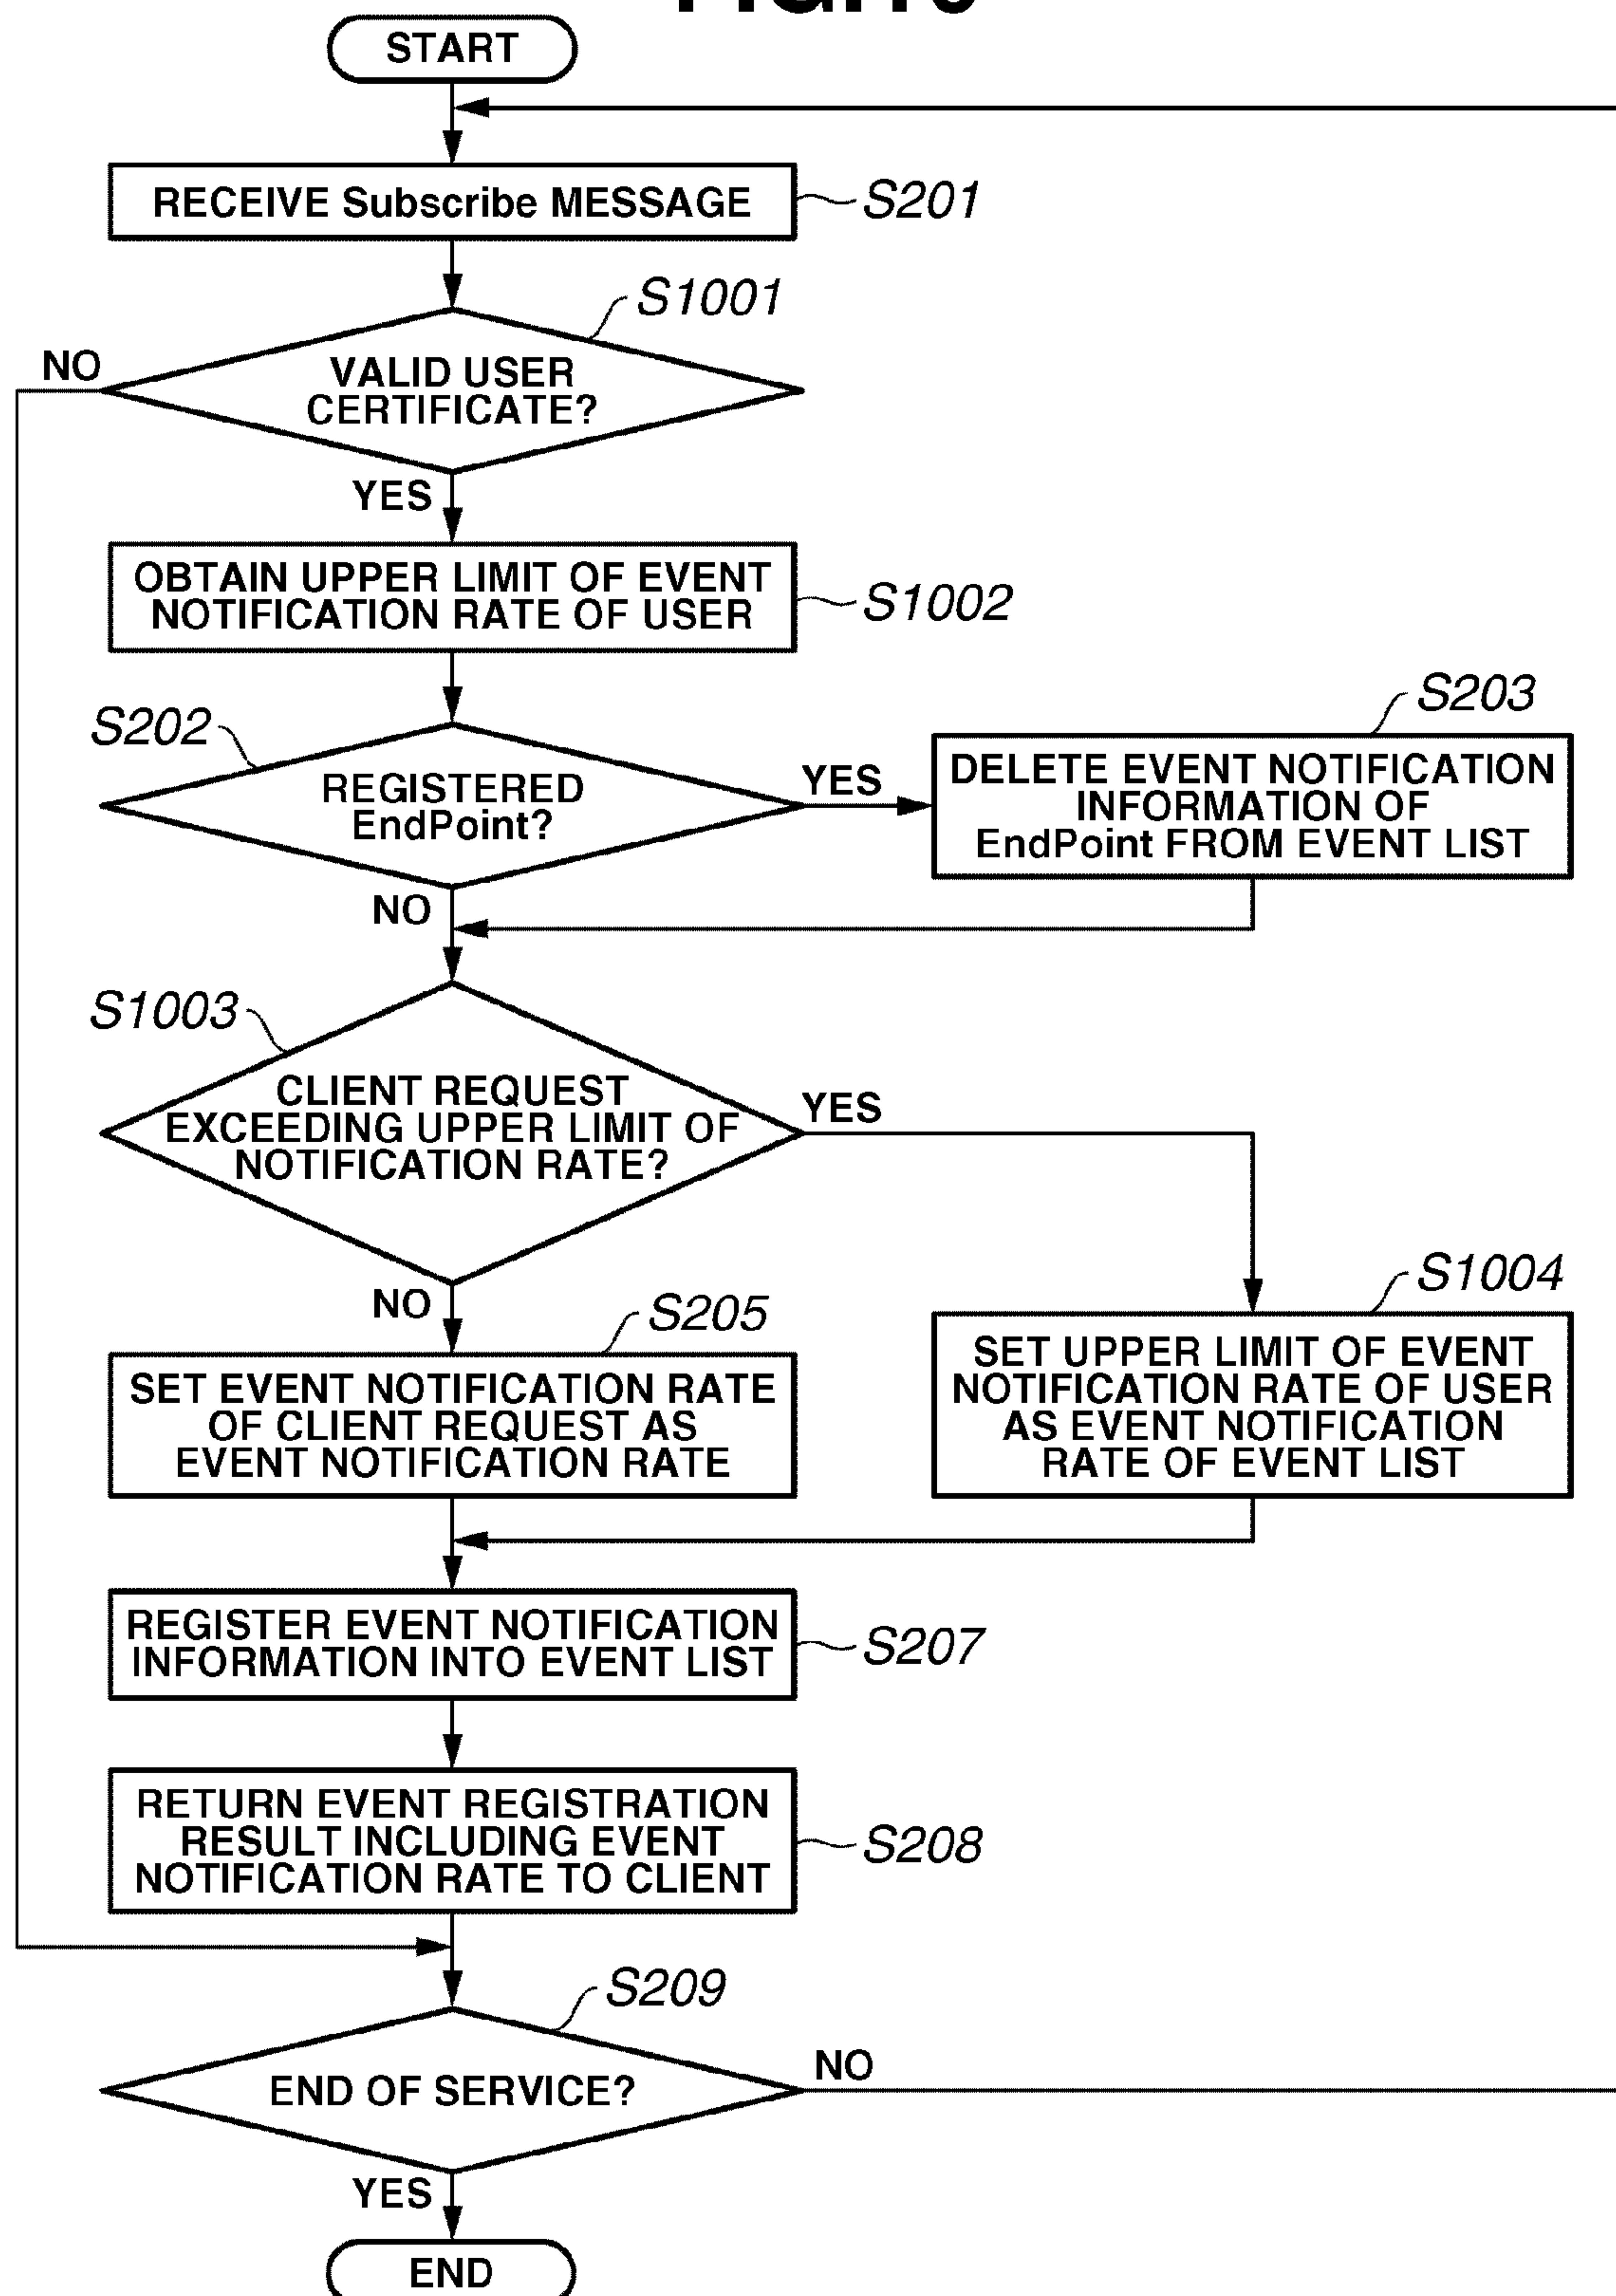 START
RECEIVE Subscribe MESSAGE
S201
S1001
NO
VALID USER
CERTIFICATE?
YES
OBTAIN UPPER LIMIT OF EVENT
NOTIFICATION RATE OF USER
S1002
S202
REGISTERED
EndPoint?
YES
S203
DELETE EVENT NOTIFICATION
INFORMATION OF
EndPoint FROM EVENT LIST
NO
S1003
CLIENT REQUEST
EXCEEDING UPPER LIMIT OF
NOTIFICATION RATE?
YES
NO
S205
SET EVENT NOTIFICATION RATE
OF CLIENT REQUEST AS
EVENT NOTIFICATION RATE
S1004
SET UPPER LIMIT OF EVENT
NOTIFICATION RATE OF USER
AS EVENT NOTIFICATION
RATE OF EVENT LIST
REGISTER EVENT NOTIFICATION
INFORMATION INTO EVENT LIST
S207
RETURN EVENT REGISTRATION
RESULT INCLUDING EVENT
NOTIFICATION RATE TO CLIENT
S208
S209
END OF SERVICE?
NO
YES
END